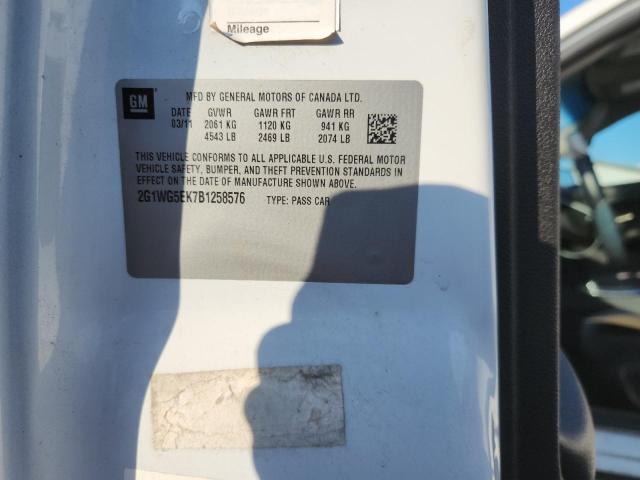 Mileage
GM
MFD BY GENERAL MOTORS OF CANADA LTD.
DATE GVWR GAWR FRT GAWR RR
03/11 2061 KG 1120 KG 941 KG
4543 LB 2469 LB 2074 LB
THIS VEHICLE CONFORMS TO ALL APPLICABLE U.S. FEDERAL MOTOR
VEHICLE SAFETY, BUMPER, AND THEFT PREVENTION STANDARDS
IN EFFECT ON THE DATE OF MANUFACTURE SHOWN ABOVE.
2G1WG5EK7B1258576 TYPE: PASS CAR